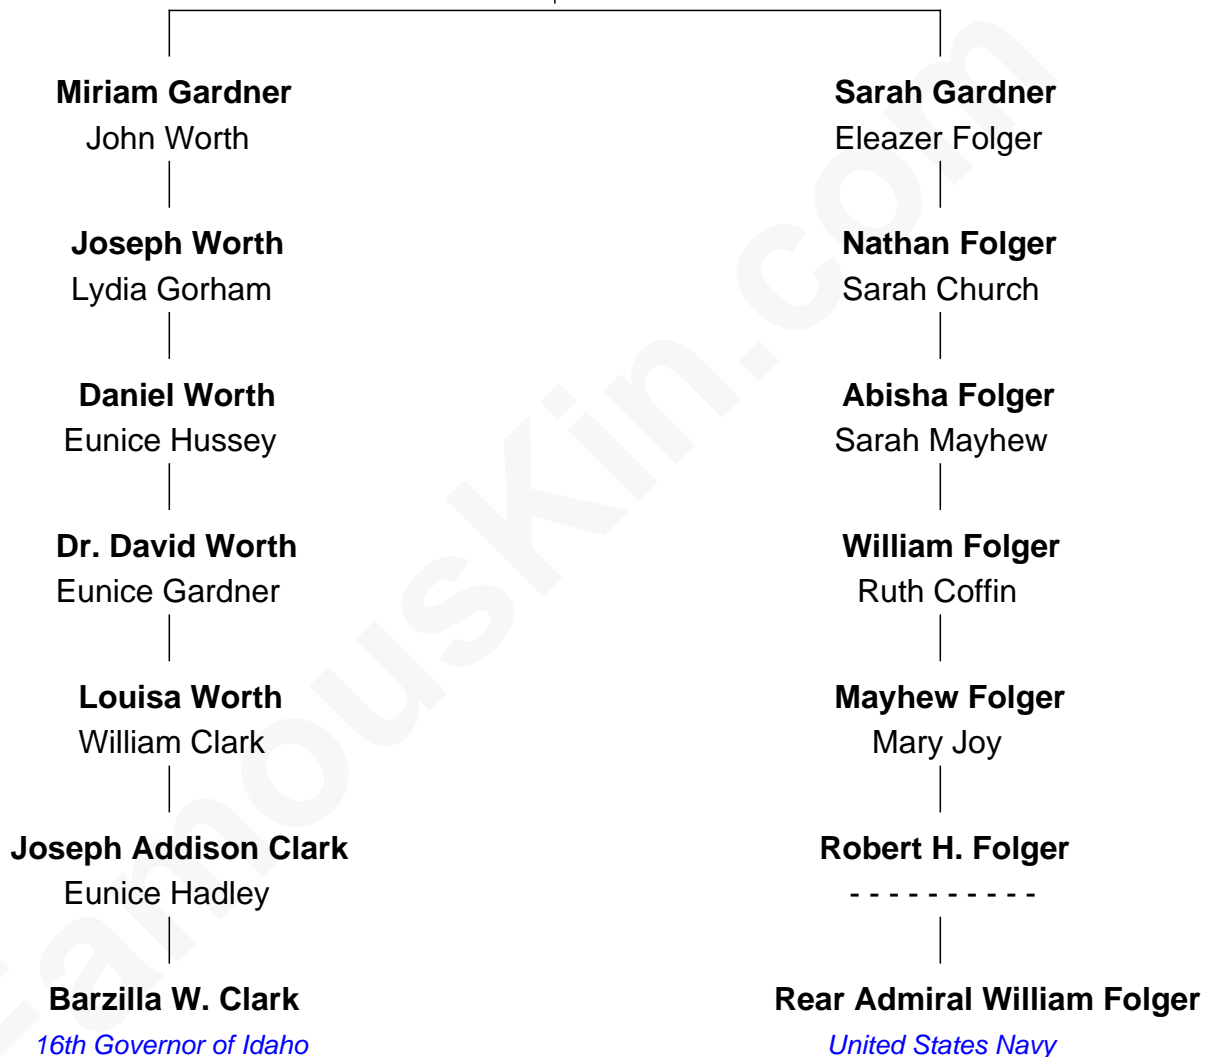 Miriam Gardner
John Worth
Joseph Worth
Lydia Gorham
Daniel Worth
Eunice Hussey
Dr. David Worth
Eunice Gardner
Louisa Worth
William Clark
Joseph Addison Clark
Eunice Hadley
Barzilla W. Clark
16th Governor of Idaho
Sarah Gardner
Eleazer Folger
Nathan Folger
Sarah Church
Abisha Folger
Sarah Mayhew
William Folger
Ruth Coffin
Mayhew Folger
Mary Joy
Robert H. Folger
- - - - - - - - - -
Rear Admiral William Folger
United States Navy
FamousKin.com